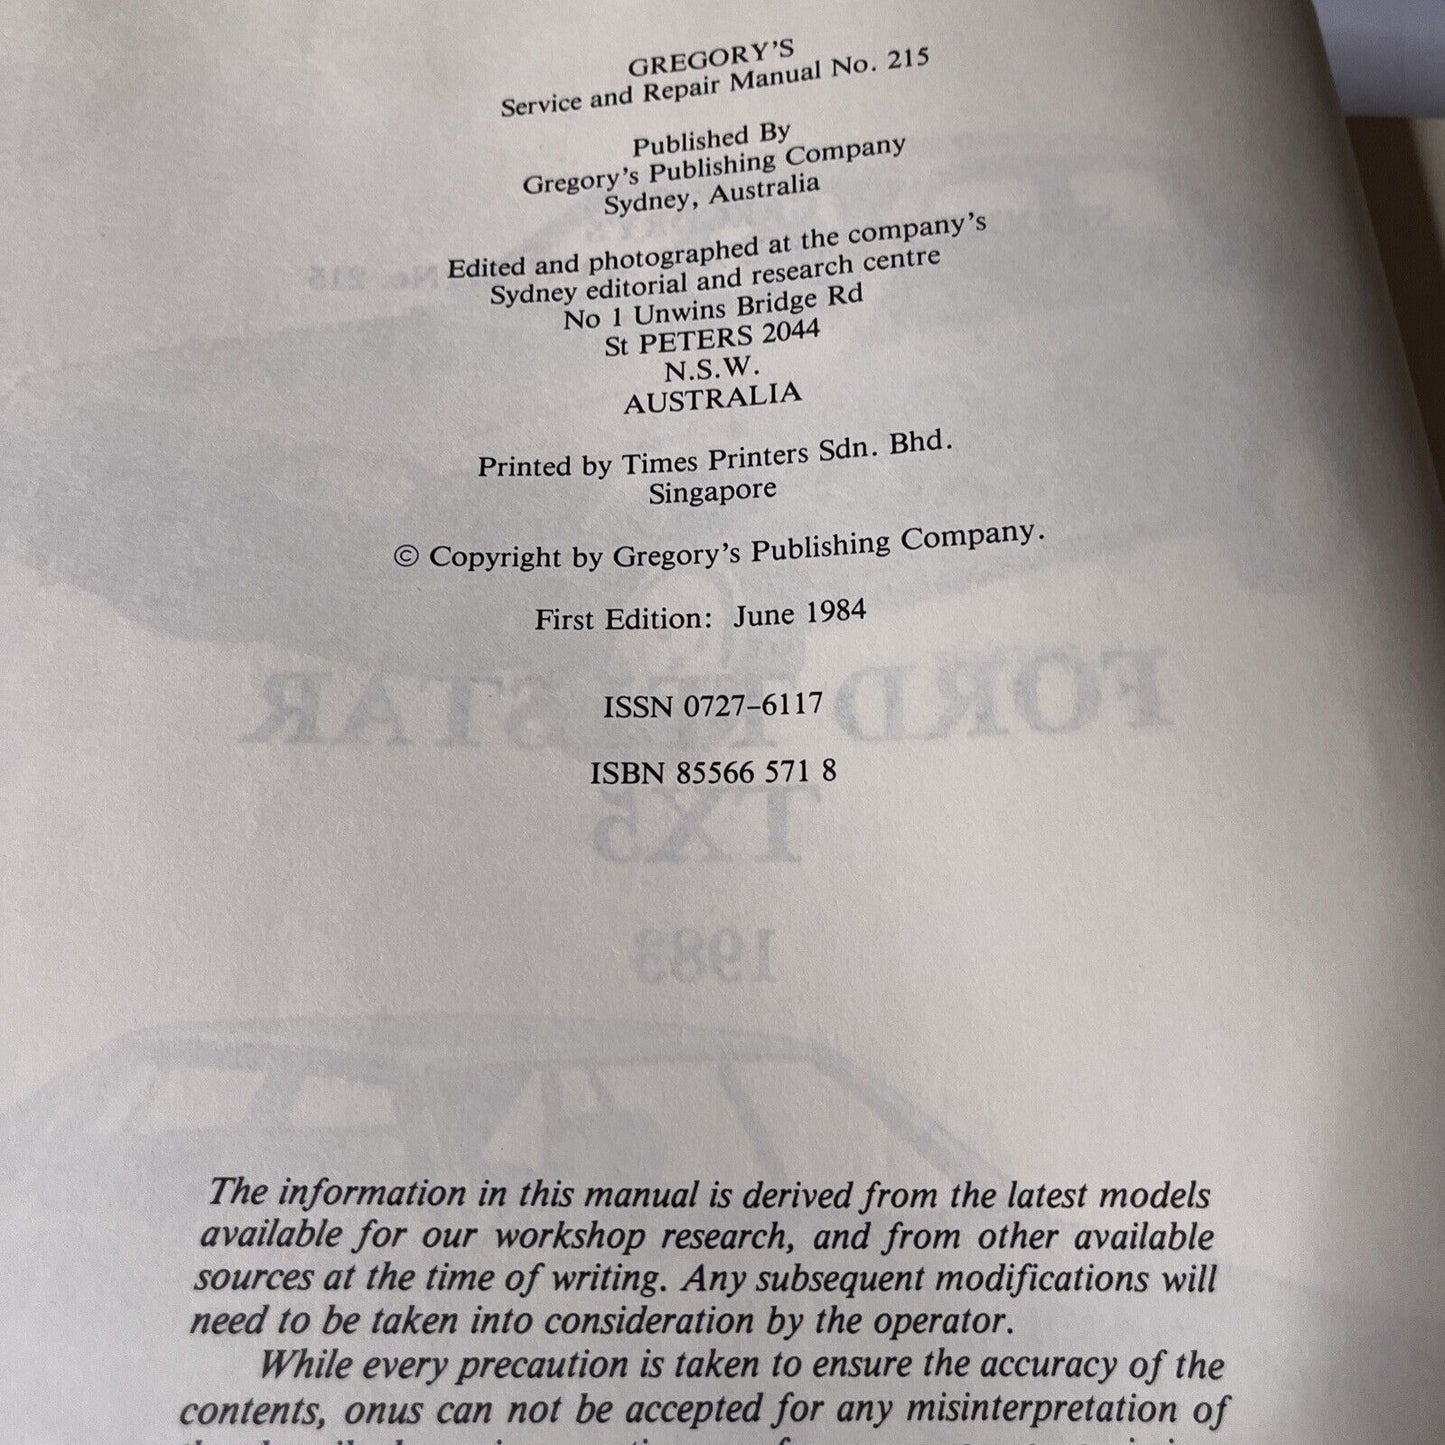 GREGORY'S
Service and Repair Manual No. 215
Published By
Gregory's Publishing Company
Sydney, Australia
Edited and photographed at the company's
Sydney editorial and research centre
No 1 Unwins Bridge Rd
St PETERS 2044
N.S.W.
AUSTRALIA
Printed by Times Printers Sdn. Bhd.
Singapore
© Copyright by Gregory's Publishing Company.
First Edition: June 1984
ISSN 0727–6117
ISBN 85566 571 8
FORD TELSTAR
TX5
1983
The information in this manual is derived from the latest models
available for our workshop research, and from other available
sources at the time of writing. Any subsequent modifications will
need to be taken into consideration by the operator.
While every precaution is taken to ensure the accuracy of the
contents, onus can not be accepted for any misinterpretation of